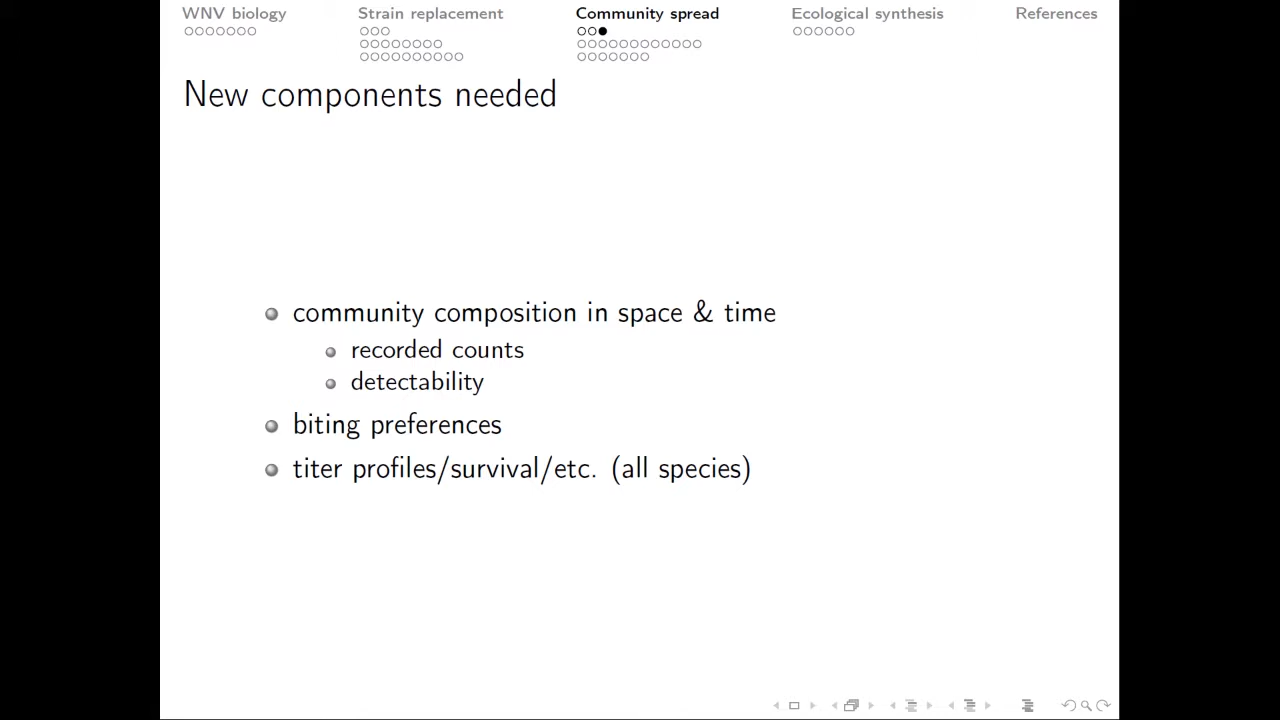 WNV biology Strain replacement Community spread Ecological synthesis References
New components needed
community composition in space & time
recorded counts
detectability
biting preferences
titer profiles/survival/etc. (all species)